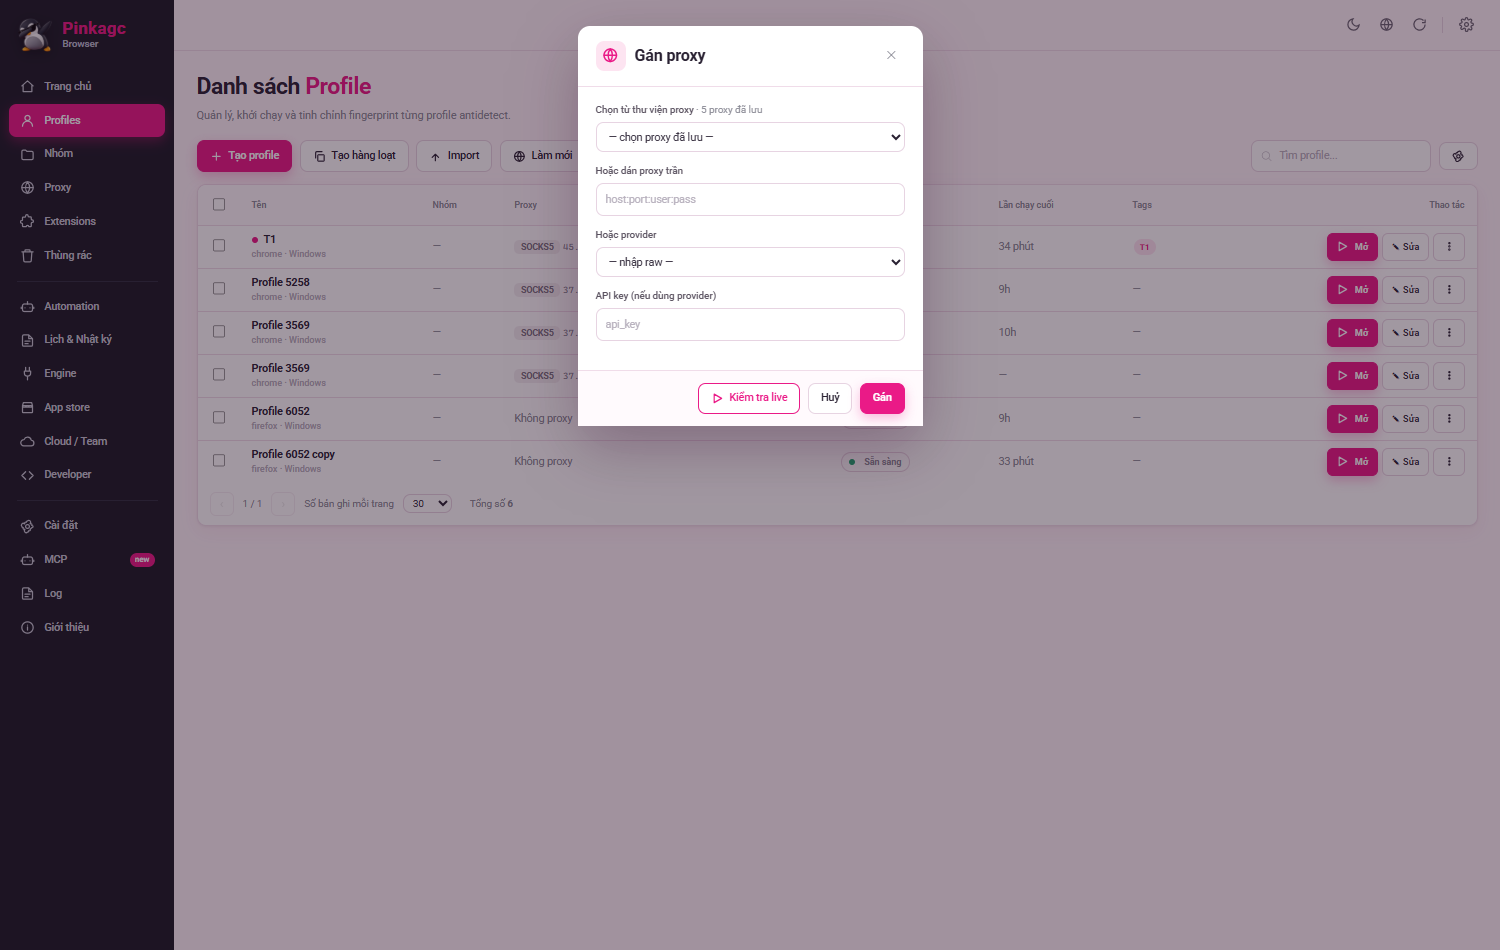 Pinkagc
Browser
Trang chủ
Profiles
Nhóm
Proxy
Extensions
Thùng rác
Automation
Lịch & Nhật ký
Engine
App store
Cloud / Team
Developer
Cài đặt
MCP new
Log
Giới thiệu
Danh sách Profile
Quản lý, khởi chạy và tinh chỉnh fingerprint từng profile antidetect.
Tạo profile Tạo hàng loạt Import Làm mới
Tìm profile...
Tên Nhóm Proxy Lần chạy cuối Tags Thao tác
T1 — SOCKS5 45. 34 phút T1 Mở Sửa
chrome · Windows
Profile 5258 — SOCKS5 37. 9h — Mở Sửa
chrome · Windows
Profile 3569 — SOCKS5 37. 10h — Mở Sửa
chrome · Windows
Profile 3569 — SOCKS5 37. — — Mở Sửa
chrome · Windows
Profile 6052 — Không proxy 9h — Mở Sửa
firefox · Windows
Profile 6052 copy — Không proxy Sẵn sàng 33 phút — Mở Sửa
firefox · Windows
1 / 1 Số bản ghi mỗi trang 30 Tổng số 6
Gán proxy
Chọn từ thư viện proxy · 5 proxy đã lưu
— chọn proxy đã lưu —
Hoặc dán proxy trần
host:port:user:pass
Hoặc provider
— nhập raw —
API key (nếu dùng provider)
api_key
Kiểm tra live Huỷ Gán